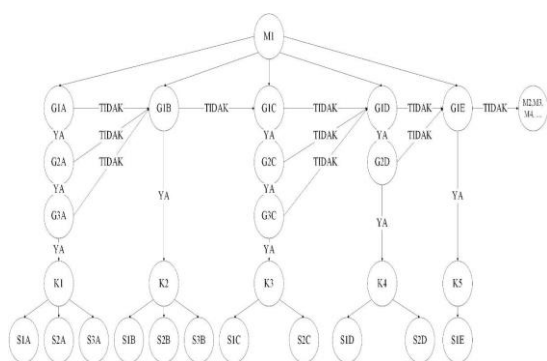 M1
G1A TIDAK G1B TIDAK G1C TIDAK G1D TIDAK G1E TIDAK M2,M3,
M4, ....
YA TIDAK YA TIDAK YA TIDAK
G2A G2C TIDAK G2D
YA TIDAK YA YA YA
G3A G3C YA
YA YA
K1 K2 K3 K4 K5
S1A S2A S3A S1B S2B S3B S1C S2C S1D S2D S1E